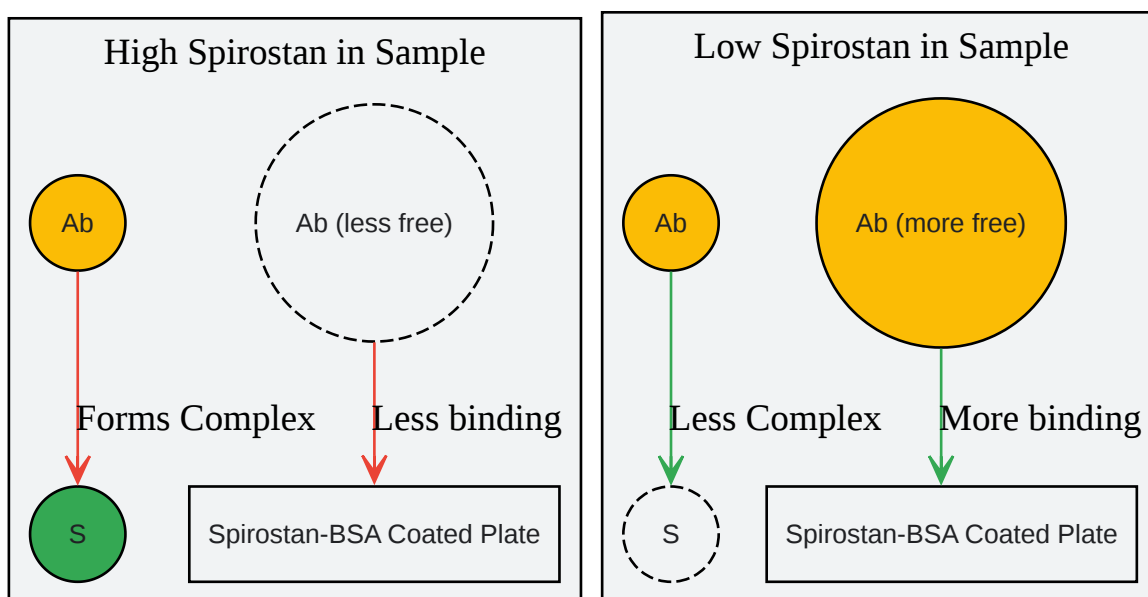 High Spirostan in Sample
Ab
Ab (less free)
Forms Complex
Less binding
S
Spirostan-BSA Coated Plate
Low Spirostan in Sample
Ab
Ab (more free)
Less Complex
More binding
S
Spirostan-BSA Coated Plate